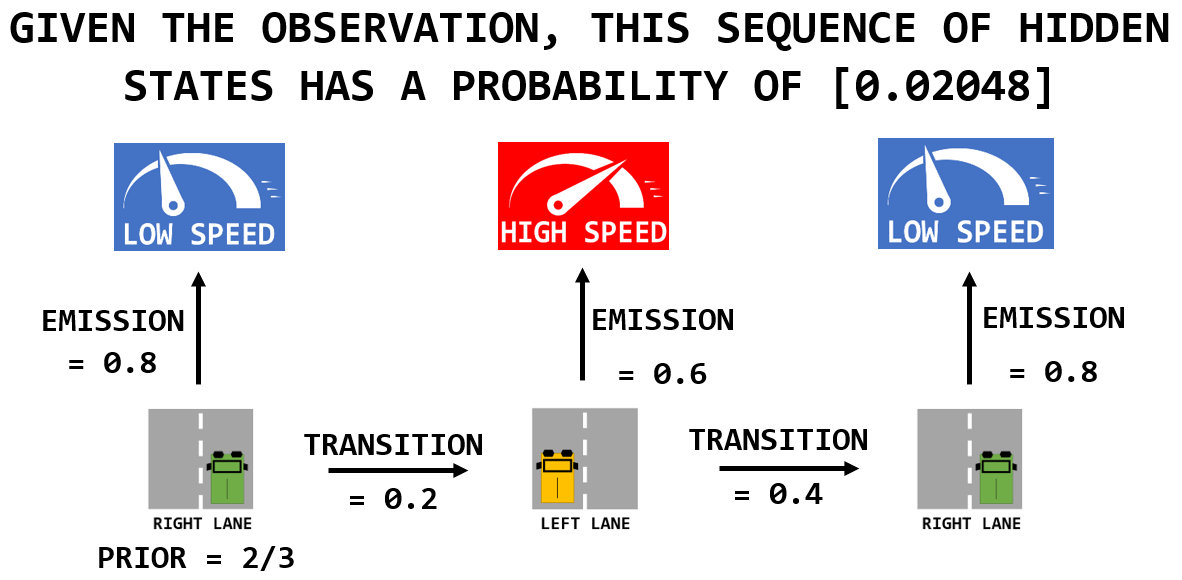 GIVEN THE OBSERVATION, THIS SEQUENCE OF HIDDEN
STATES HAS A PROBABILITY OF [0.02048]
LOW SPEED
HIGH SPEED
LOW SPEED
EMISSION
= 0.8
EMISSION
= 0.6
EMISSION
= 0.8
TRANSITION
= 0.2
TRANSITION
= 0.4
RIGHT LANE
LEFT LANE
RIGHT LANE
PRIOR = 2/3